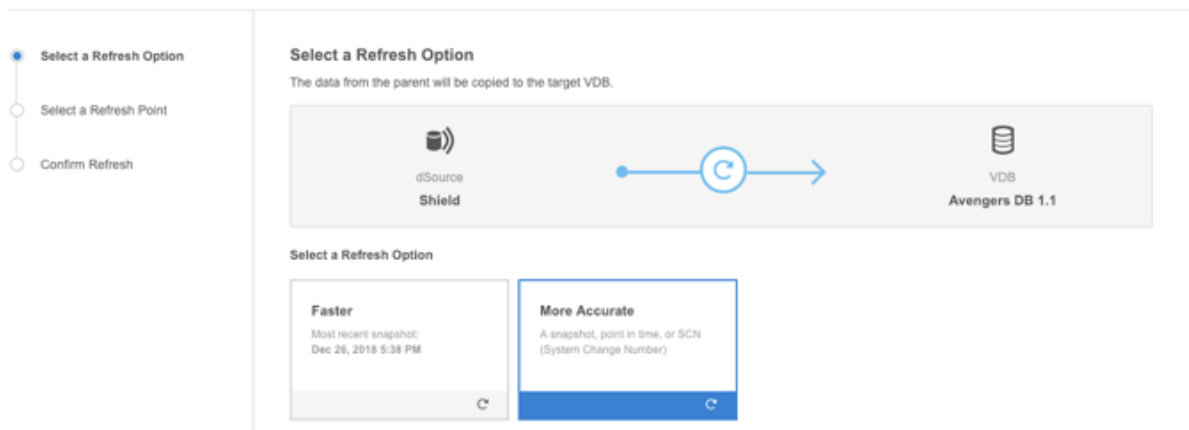 Select a Refresh Option
Select a Refresh Point
Confirm Refresh
Select a Refresh Option
The data from the parent will be copied to the target VDB.
dSource
Shield
VDB
Avengers DB 1.1
Select a Refresh Option
Faster
Most recent snapshot:
Dec 26, 2018 5:38 PM
More Accurate
A snapshot, point in time, or SCN
(System Change Number)